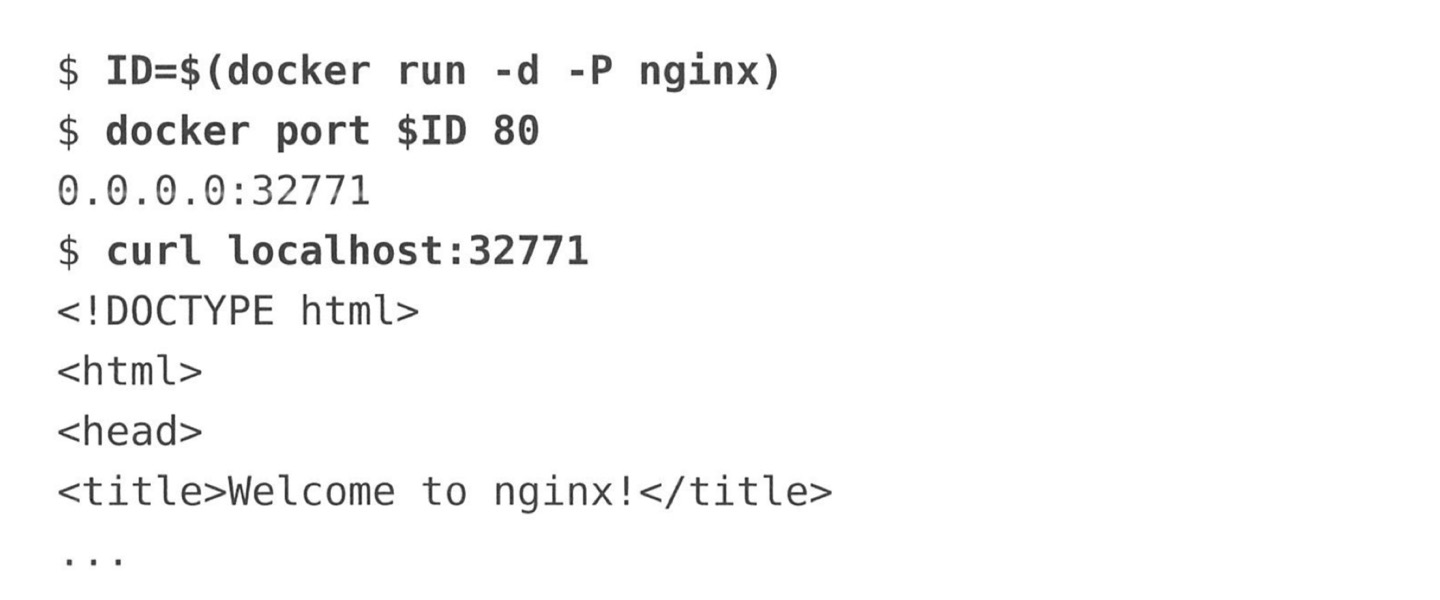 $ ID=$(docker run -d -P nginx)
$ docker port $ID 80
0.0.0.0:32771
$ curl localhost:32771
<!DOCTYPE html>
<html>
<head>
<title>Welcome to nginx!</title>
...